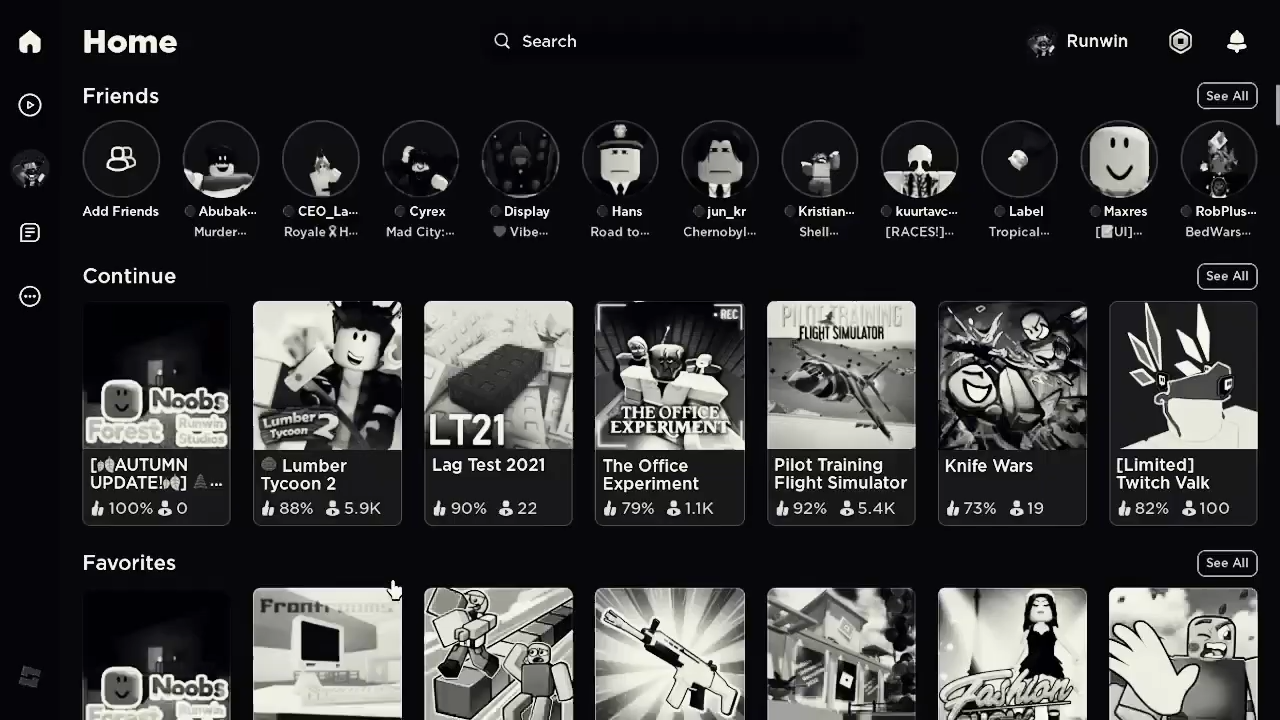 Home
Search
Runwin
Friends
See All
Add Friends
Abubak...
CEO_La...
Cyrex
Display
Hans
jun_kr
Kristian...
kuurtavc...
Label
Maxres
RobPlus...
Murder...
Royale🎗H...
Mad City:...
🖤 Vibe...
Road to...
Chernobyl...
Shell...
[RACES!]...
Tropical...
[📝UI]...
BedWars...
Continue
See All
Noobs
Forest
Runwin
Studios
Lumber
Tycoon 2
LT21
REC
THE OFFICE
EXPERIMENT
PILOT TRAINING
FLIGHT SIMULATOR
[🍂AUTUMN
UPDATE!🍂] 🌲...
Lumber
Tycoon 2
Lag Test 2021
The Office
Experiment
Pilot Training
Flight Simulator
Knife Wars
[Limited]
Twitch Valk
100% 0
88% 5.9K
90% 22
79% 1.1K
92% 5.4K
73% 19
82% 100
Favorites
See All
Noobs
Forest
Runwin
Fashion